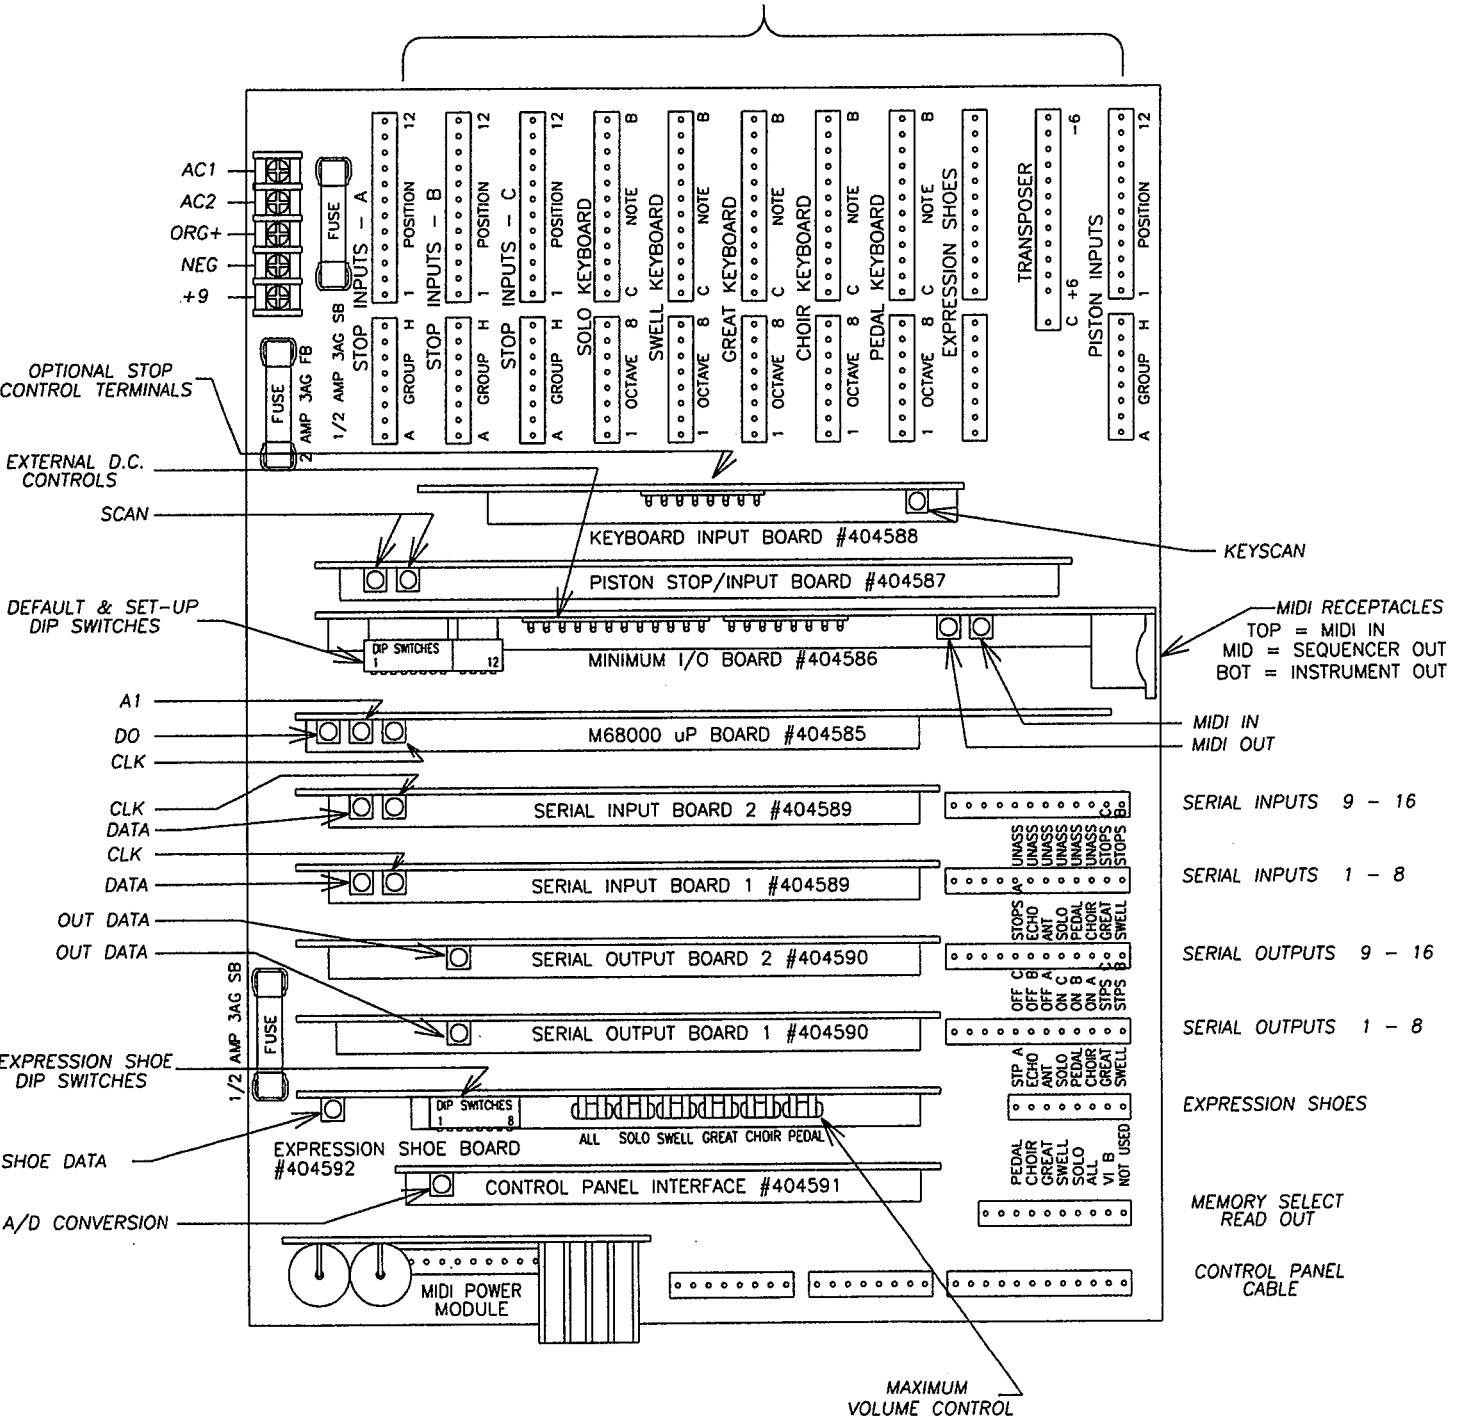 AC1
AC2
ORG+
NEG
+9
FUSE
1/2 AMP 3AG SB
FUSE
2 AMP 3AG FB
STOP INPUTS - A
A GROUP H
1 POSITION 12
STOP INPUTS - B
A GROUP H
1 POSITION 12
STOP INPUTS - C
A GROUP H
1 POSITION 12
SOLO KEYBOARD
1 OCTAVE 8
C NOTE B
SWELL KEYBOARD
1 OCTAVE 8
C NOTE B
GREAT KEYBOARD
1 OCTAVE 8
C NOTE B
CHOIR KEYBOARD
1 OCTAVE 8
C NOTE B
PEDAL KEYBOARD
1 OCTAVE 8
C NOTE B
EXPRESSION SHOES
TRANSPOSER
C +6 -6
PISTON INPUTS
A GROUP H
1 POSITION 12
OPTIONAL STOP
CONTROL TERMINALS
EXTERNAL D.C.
CONTROLS
SCAN
KEYBOARD INPUT BOARD #404588
KEYSCAN
PISTON STOP/INPUT BOARD #404587
DEFAULT & SET-UP
DIP SWITCHES
DIP SWITCHES
1 12
MINIMUM I/O BOARD #404586
MIDI RECEPTACLES
TOP = MIDI IN
MID = SEQUENCER OUT
BOT = INSTRUMENT OUT
A1
DO
CLK
M68000 uP BOARD #404585
MIDI IN
MIDI OUT
CLK
DATA
SERIAL INPUT BOARD 2 #404589
SERIAL INPUTS 9 - 16
UNASS
UNASS
UNASS
UNASS
UNASS
UNASS
STOPS C
STOPS B
CLK
DATA
SERIAL INPUT BOARD 1 #404589
SERIAL INPUTS 1 - 8
STOPS A
ECHO
ANT
SOLO
PEDAL
CHOIR
GREAT
SWELL
OUT DATA
SERIAL OUTPUT BOARD 2 #404590
SERIAL OUTPUTS 9 - 16
OFF C
OFF B
OFF A
ON C
ON B
ON A
STPS C
STPS B
OUT DATA
SERIAL OUTPUT BOARD 1 #404590
SERIAL OUTPUTS 1 - 8
STP A
ECHO
ANT
SOLO
PEDAL
CHOIR
GREAT
SWELL
1/2 AMP 3AG SB
FUSE
EXPRESSION SHOE
DIP SWITCHES
DIP SWITCHES
1 8
ALL SOLO SWELL GREAT CHOIR PEDAL
EXPRESSION SHOE BOARD
#404592
EXPRESSION SHOES
PEDAL
CHOIR
GREAT
SWELL
SOLO
ALL
VI B
NOT USED
SHOE DATA
CONTROL PANEL INTERFACE #404591
A/D CONVERSION
MEMORY SELECT
READ OUT
MIDI POWER
MODULE
CONTROL PANEL
CABLE
MAXIMUM
VOLUME CONTROL